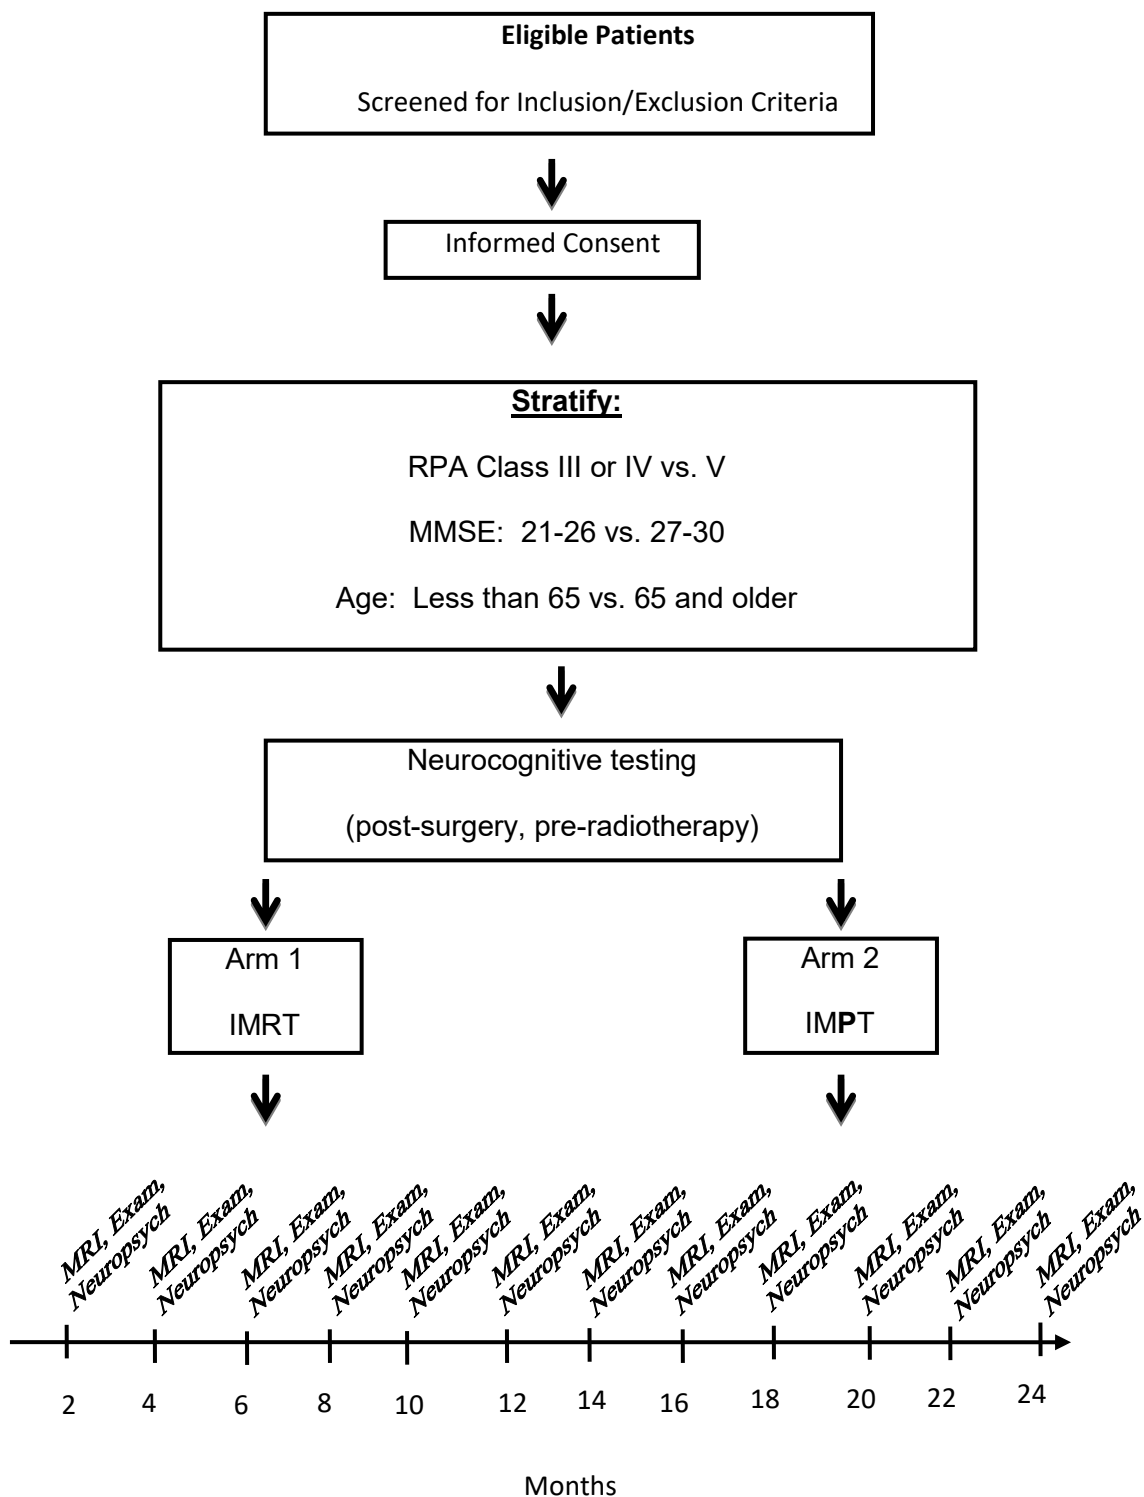 Eligible Patients
Screened for Inclusion/Exclusion Criteria
Informed Consent
Stratify:
RPA Class III or IV vs. V
MMSE:  21-26 vs. 27-30
Age:  Less than 65 vs. 65 and older
Neurocognitive testing
(post-surgery, pre-radiotherapy)
Arm 1
IMRT
Arm 2
IMPT
MRI, Exam,
Neuropsych
MRI, Exam,
Neuropsych
MRI, Exam,
Neuropsych
MRI, Exam,
Neuropsych
MRI, Exam,
Neuropsych
MRI, Exam,
Neuropsych
MRI, Exam,
Neuropsych
MRI, Exam,
Neuropsych
MRI, Exam,
Neuropsych
MRI, Exam,
Neuropsych
MRI, Exam,
Neuropsych
MRI, Exam,
Neuropsych
2 4 6 8 10 12 14 16 18 20 22 24
Months